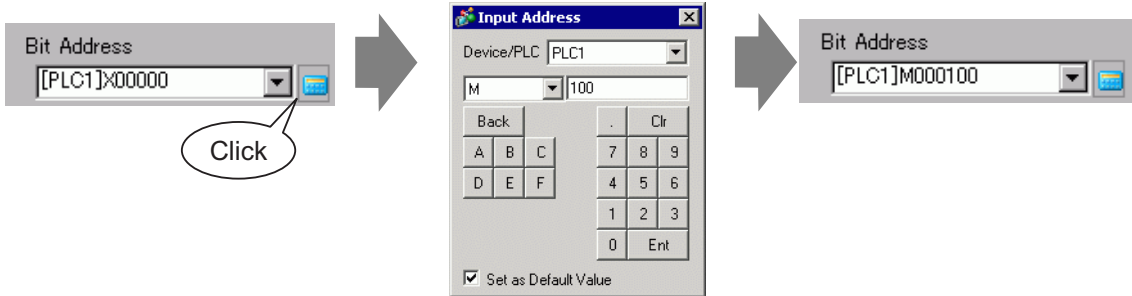 Bit Address
[PLC1]X00000
Click
Input Address
Device/PLC PLC1
M 100
Back . Clr
A B C 7 8 9
D E F 4 5 6
1 2 3
0 Ent
Set as Default Value
Bit Address
[PLC1]M000100